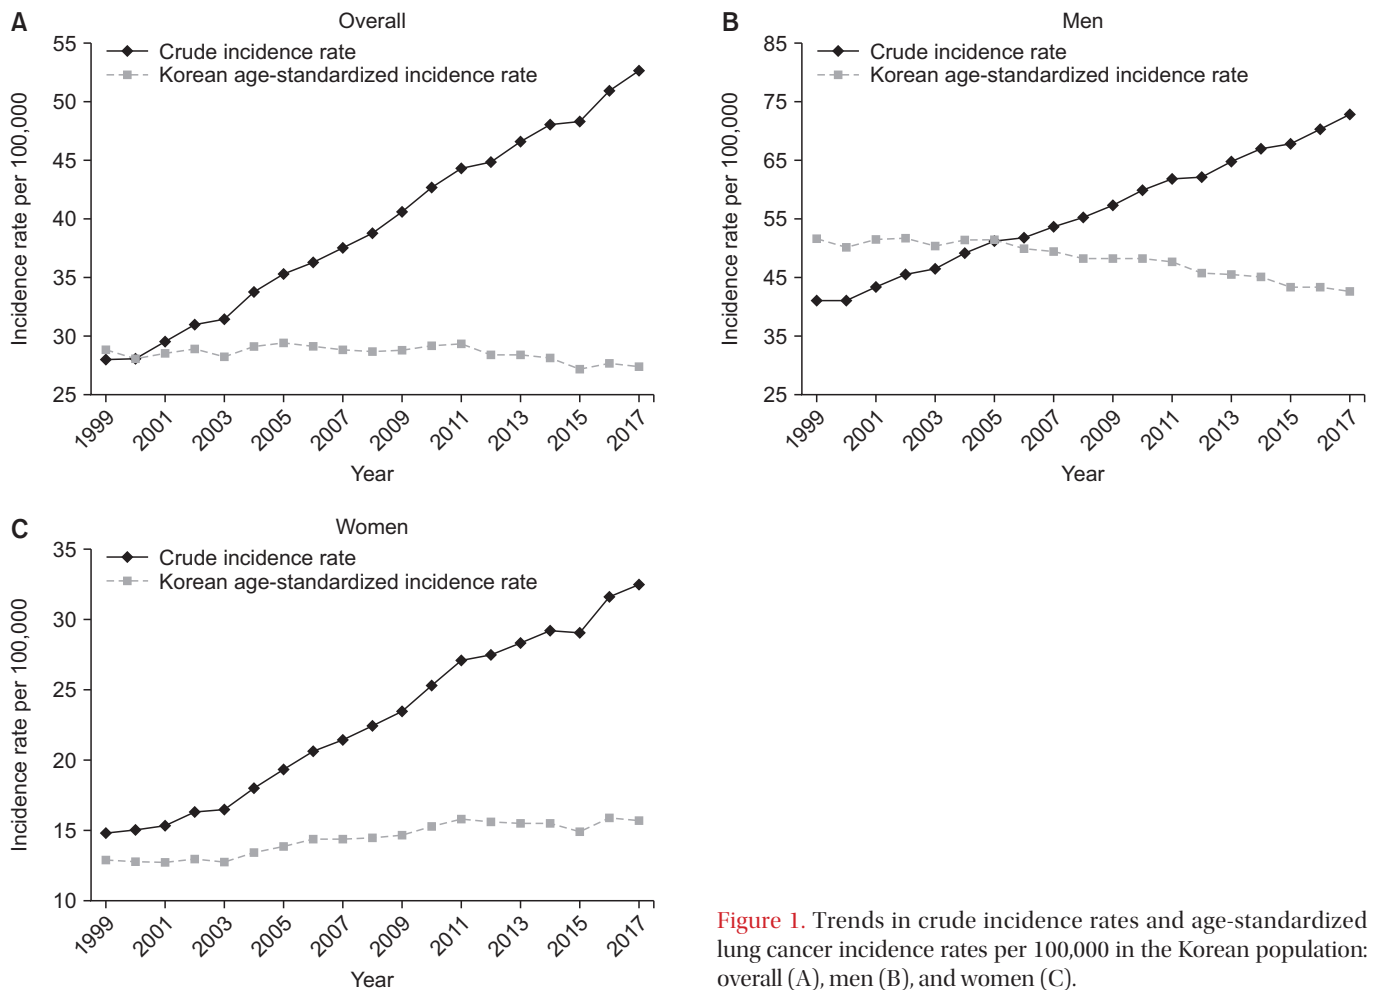 A
Overall
55
50
45
40
35
30
25
Incidence rate per 100,000
Crude incidence rate
Korean age-standardized incidence rate
1999
2001
2003
2005
2007
2009
2011
2013
2015
2017
Year
B
Men
85
75
65
55
45
35
25
Incidence rate per 100,000
Crude incidence rate
Korean age-standardized incidence rate
1999
2001
2003
2005
2007
2009
2011
2013
2015
2017
Year
C
Women
35
30
25
20
15
10
Incidence rate per 100,000
Crude incidence rate
Korean age-standardized incidence rate
1999
2001
2003
2005
2007
2009
2011
2013
2015
2017
Year
Figure 1. Trends in crude incidence rates and age-standardized
lung cancer incidence rates per 100,000 in the Korean population:
overall (A), men (B), and women (C).